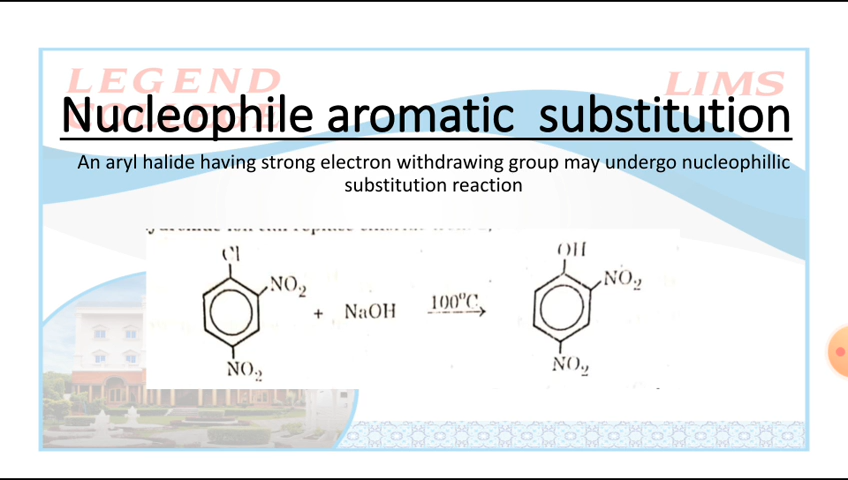 LEGEND
COLLEGE
LIMS
Nucleophile aromatic substitution
An aryl halide having strong electron withdrawing group may undergo nucleophillic
substitution reaction
Cl
NO₂
+ NaOH
100°C
NO₂
OH
NO₂
NO₂